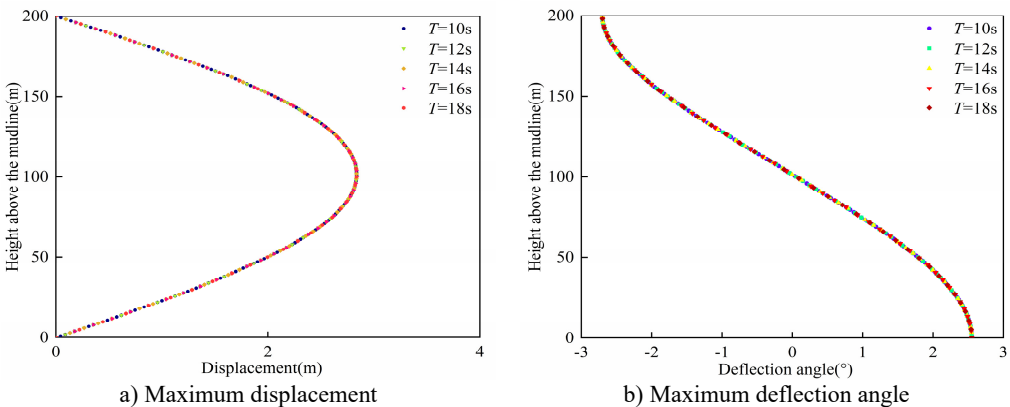 200
150
100
50
0
Height above the mudline(m)
T=10s
T=12s
T=14s
T=16s
T=18s
0 2 4
Displacement(m)
a) Maximum displacement
200
150
100
50
0
Height above the mudline(m)
T=10s
T=12s
T=14s
T=16s
T=18s
-3 -2 -1 0 1 2 3
Deflection angle(°)
b) Maximum deflection angle